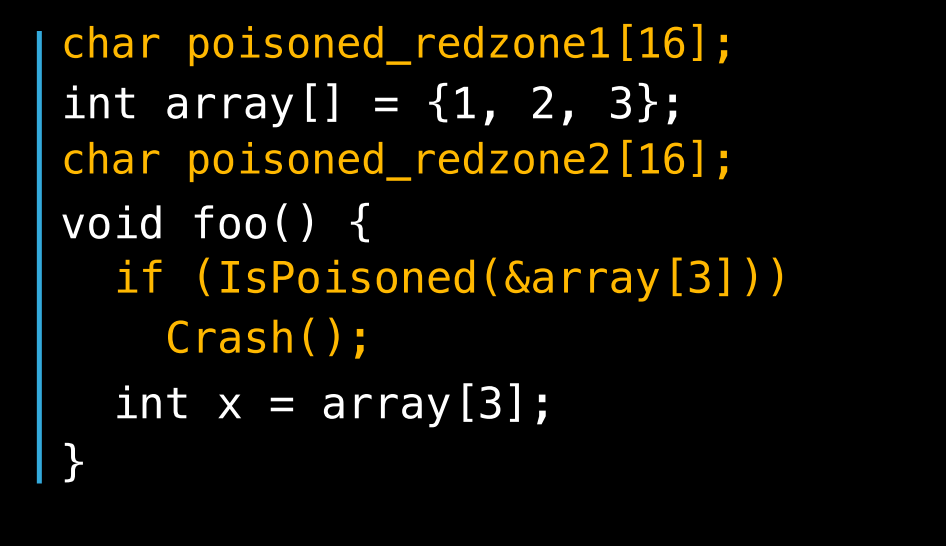 char poisoned_redzone1[16];
int array[] = {1, 2, 3};
char poisoned_redzone2[16];
void foo() {
  if (IsPoisoned(&array[3]))
    Crash();
  int x = array[3];
}